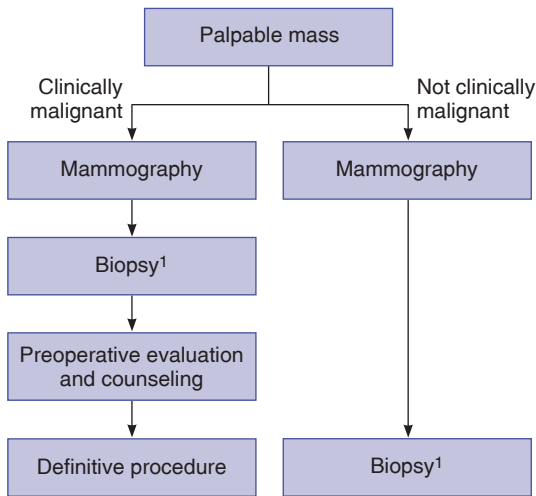 Palpable mass
Clinically
malignant
Not clinically
malignant
Mammography
Mammography
Biopsy1
Preoperative evaluation
and counseling
Definitive procedure
Biopsy1